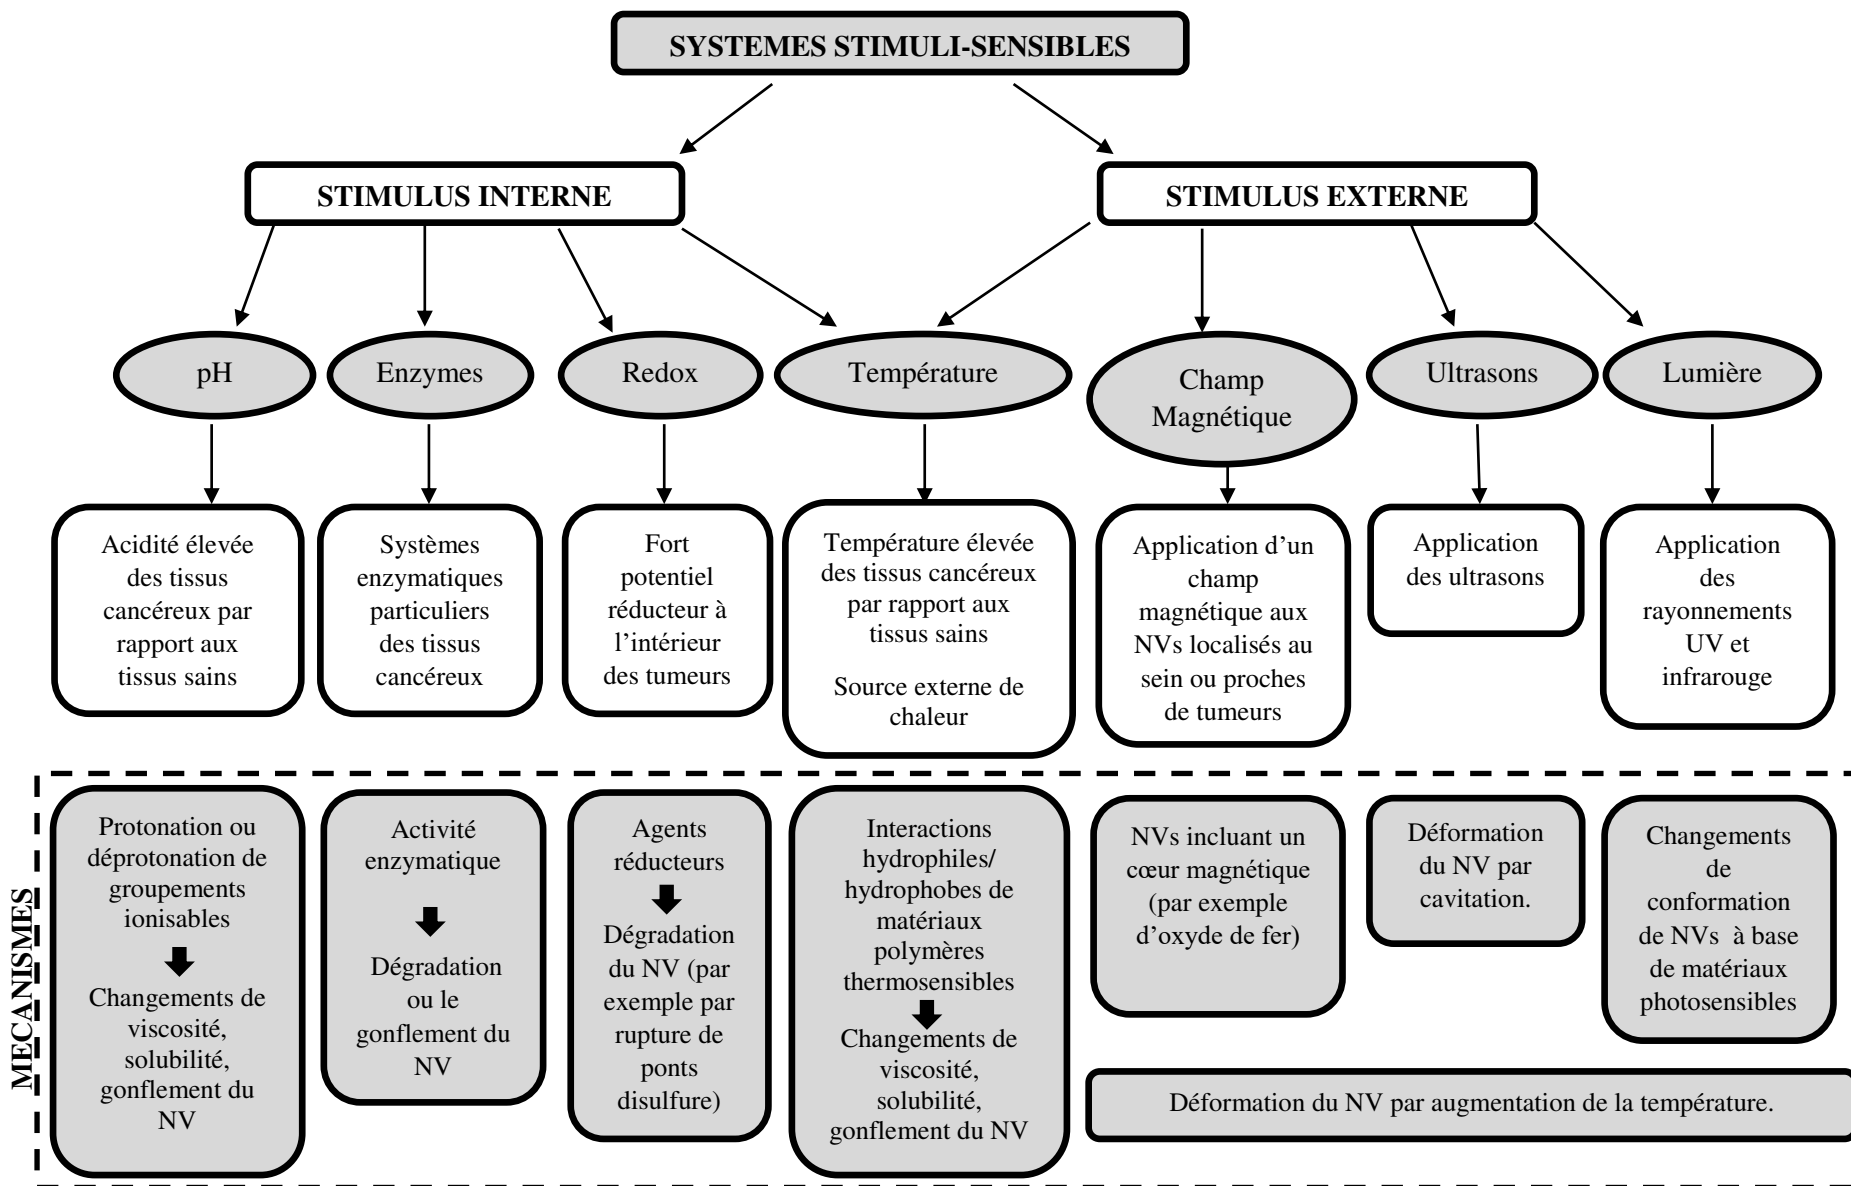 SYSTEMES STIMULI-SENSIBLES
STIMULUS INTERNE
STIMULUS EXTERNE
pH
Enzymes
Redox
Température
Champ
Magnétique
Ultrasons
Lumière
Acidité élevée
des tissus
cancéreux par
rapport aux
tissus sains
Systèmes
enzymatiques
particuliers
des tissus
cancéreux
Fort
potentiel
réducteur à
l’intérieur
des tumeurs
Température élevée
des tissus cancéreux
par rapport aux
tissus sains
Source externe de
chaleur
Application d’un
champ
magnétique aux
NVs localisés au
sein ou proches
de tumeurs
Application
des ultrasons
Application
des
rayonnements
UV et
infrarouge
MECANISMES
Protonation ou
déprotonation de
groupements
ionisables
Changements de
viscosité,
solubilité,
gonflement du
NV
Activité
enzymatique
Dégradation
ou le
gonflement du
NV
Agents
réducteurs
Dégradation
du NV (par
exemple par
rupture de
ponts
disulfure)
Interactions
hydrophiles/
hydrophobes de
matériaux
polymères
thermosensibles
Changements de
viscosité,
solubilité,
gonflement du NV
NVs incluant un
cœur magnétique
(par exemple
d'oxyde de fer)
Déformation
du NV par
cavitation.
Changements
de
conformation
de NVs à base
de matériaux
photosensibles
Déformation du NV par augmentation de la température.